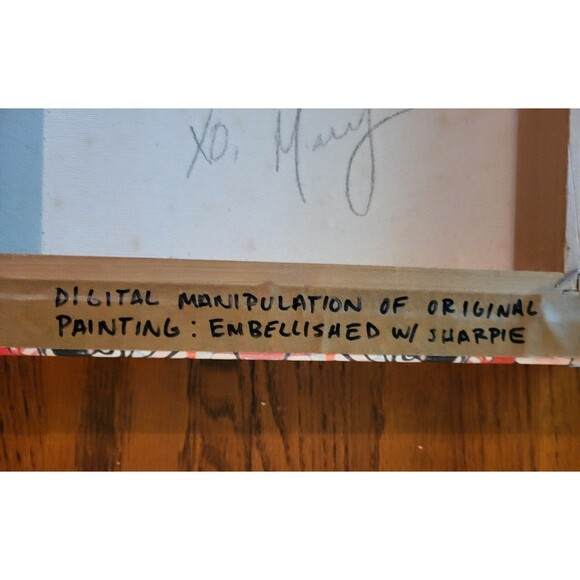 XO, Mary
DIGITAL MANIPULATION OF ORIGINAL
PAINTING: EMBELLISHED W/ SHARPIE